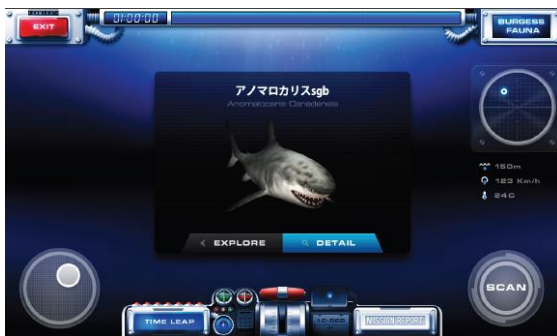 EXIT
01:00:00
BURGESS
FAUNA
アノマロカリスsgb
Anomalocaris Canadensis
160m
123 Km/h
24C
EXPLORE
DETAIL
SCAN
TIME LEAP
MISSION REPORT